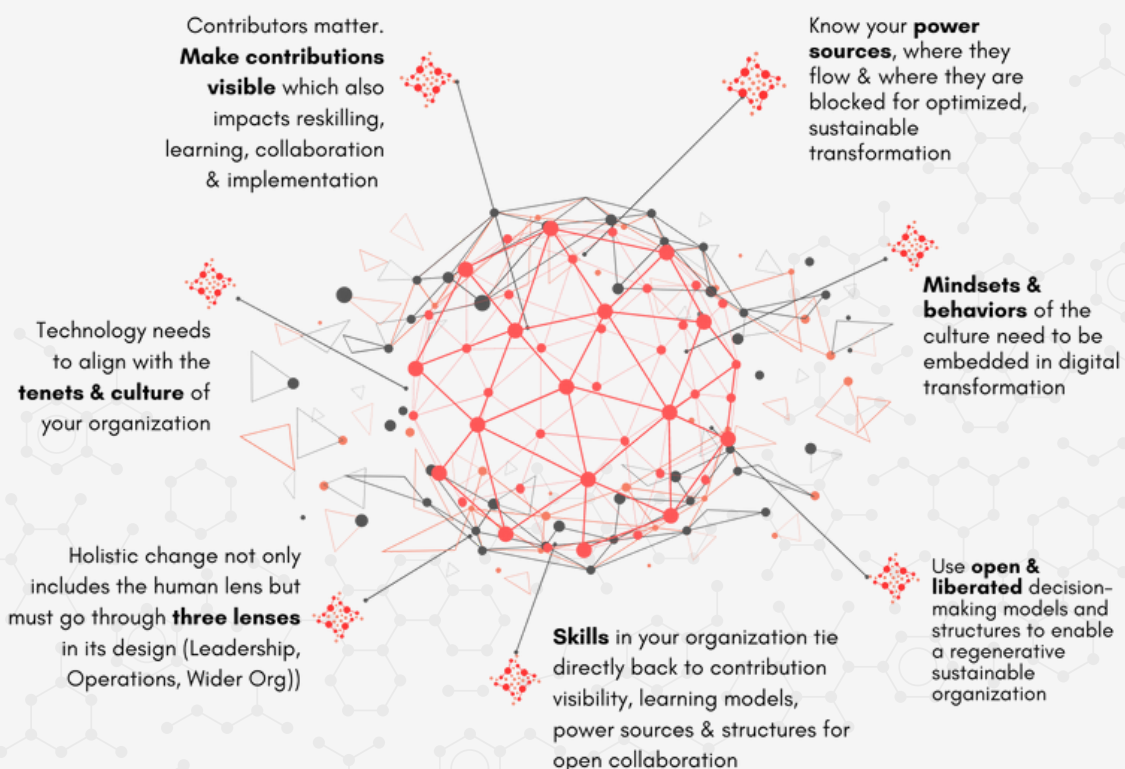 Contributors matter.
Make contributions
visible which also
impacts reskilling,
learning, collaboration
& implementation
Know your power
sources, where they
flow & where they are
blocked for optimized,
sustainable
transformation
Technology needs
to align with the
tenets & culture of
your organization
Mindsets &
behaviors of the
culture need to be
embedded in digital
transformation
Holistic change not only
includes the human lens but
must go through three lenses
in its design (Leadership,
Operations, Wider Org))
Skills in your organization tie
directly back to contribution
visibility, learning models,
power sources & structures for
open collaboration
Use open &
liberated decision-
making models and
structures to enable
a regenerative
sustainable
organization